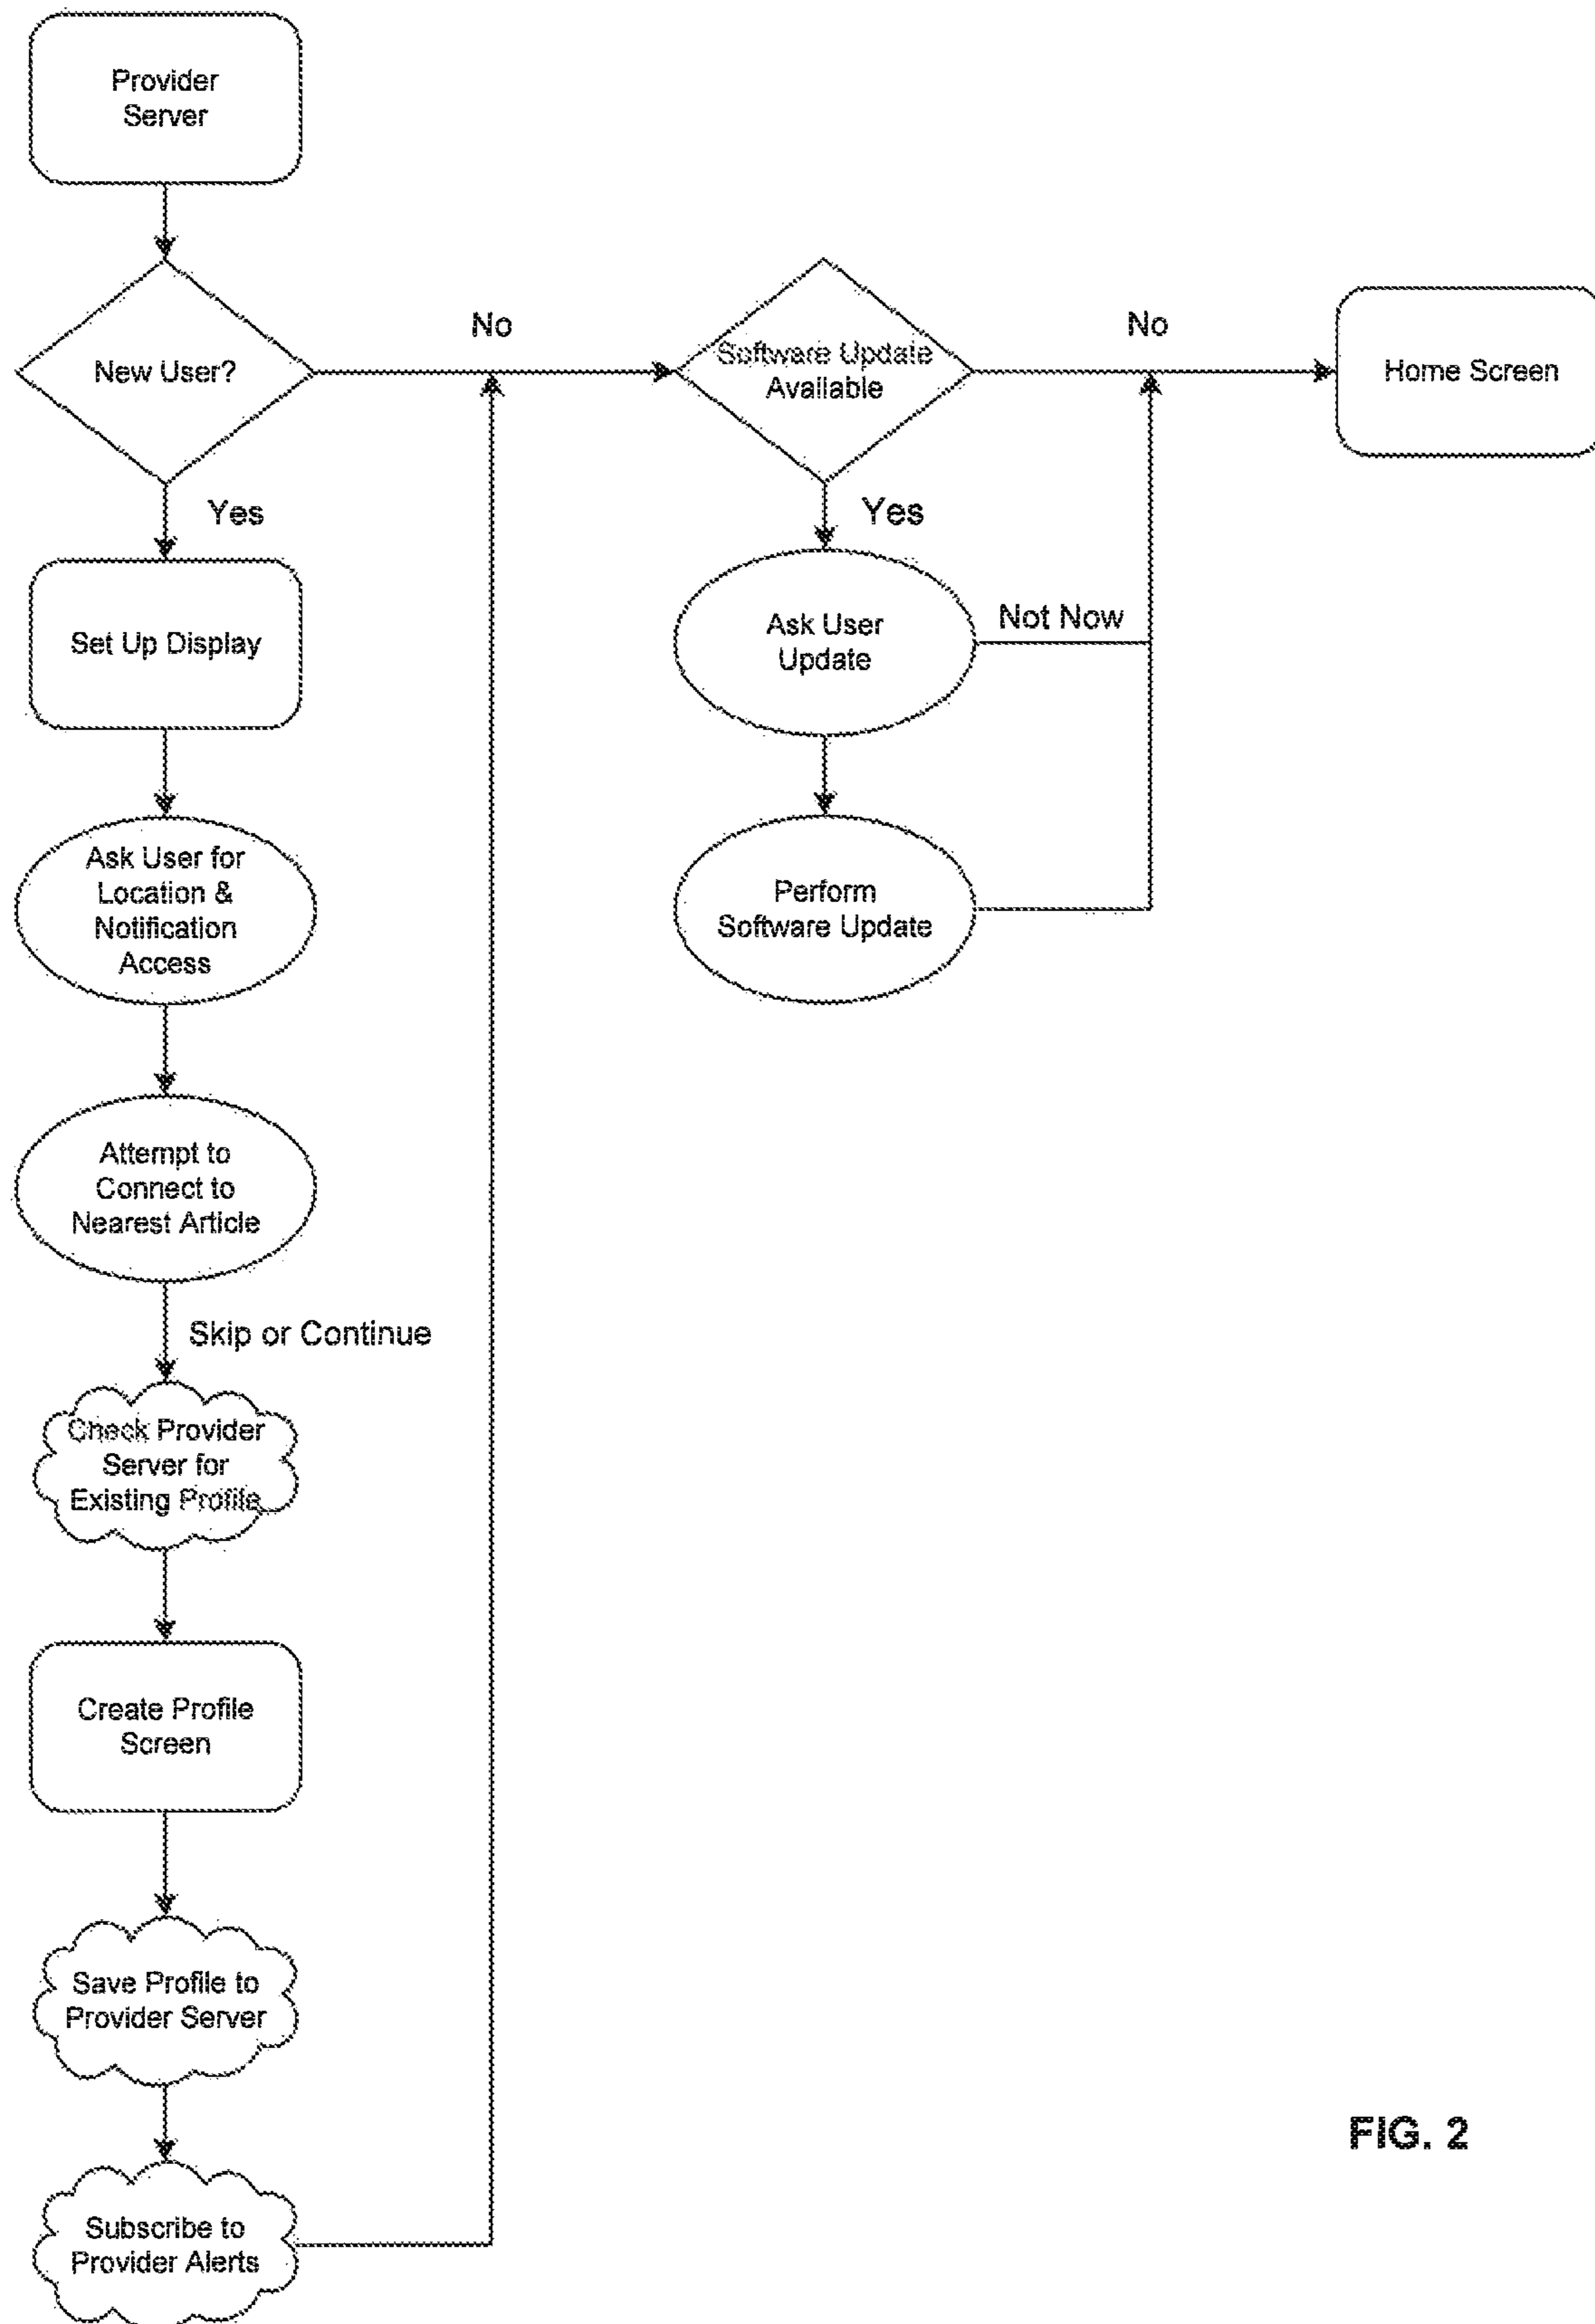 Provider
Server
New User?
No
Software Update
Available
No
Home Screen
Yes
Set Up Display
Yes
Ask User
Update
Not Now
Ask User for
Location &
Notification
Access
Perform
Software Update
Attempt to
Connect to
Nearest Article
Skip or Continue
Check Provider
Server for
Existing Profile
Create Profile
Screen
Save Profile to
Provider Server
Subscribe to
Provider Alerts
FIG. 2